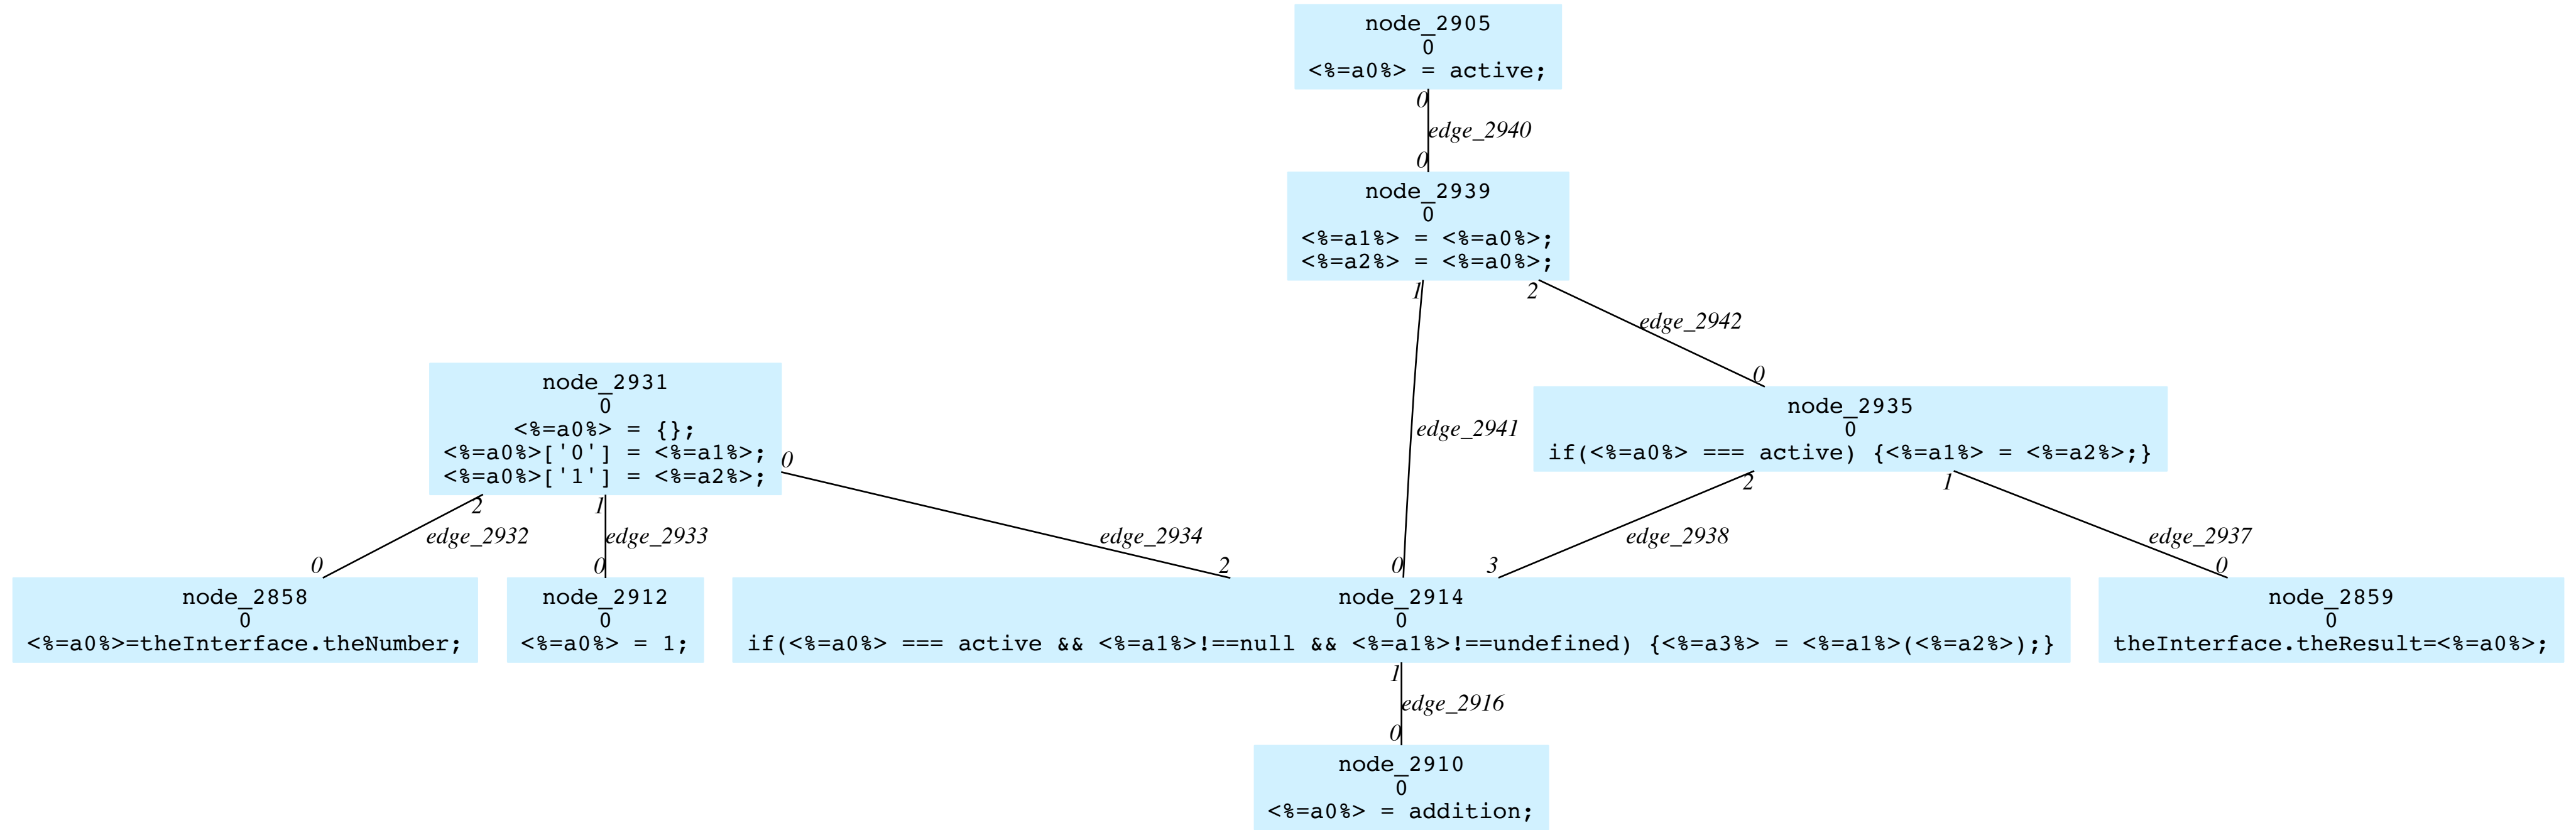 node_2905
0
<%=a0%> = active;
0
edge_2940
0
node_2939
0
<%=a1%> = <%=a0%>;
<%=a2%> = <%=a0%>;
1
2
edge_2942
0
node_2931
0
<%=a0%> = {};
<%=a0%>['0'] = <%=a1%>;
<%=a0%>['1'] = <%=a2%>;
0
edge_2941
node_2935
0
if(<%=a0%> === active) {<%=a1%> = <%=a2%>;}
2
1
2
1
edge_2932
edge_2933
edge_2934
edge_2938
edge_2937
0
0
2
0
3
0
node_2858
0
<%=a0%>=theInterface.theNumber;
node_2912
0
<%=a0%> = 1;
node_2914
0
if(<%=a0%> === active && <%=a1%>!==null && <%=a1%>!==undefined) {<%=a3%> = <%=a1%>(<%=a2%>);}
node_2859
0
theInterface.theResult=<%=a0%>;
1
edge_2916
0
node_2910
0
<%=a0%> = addition;